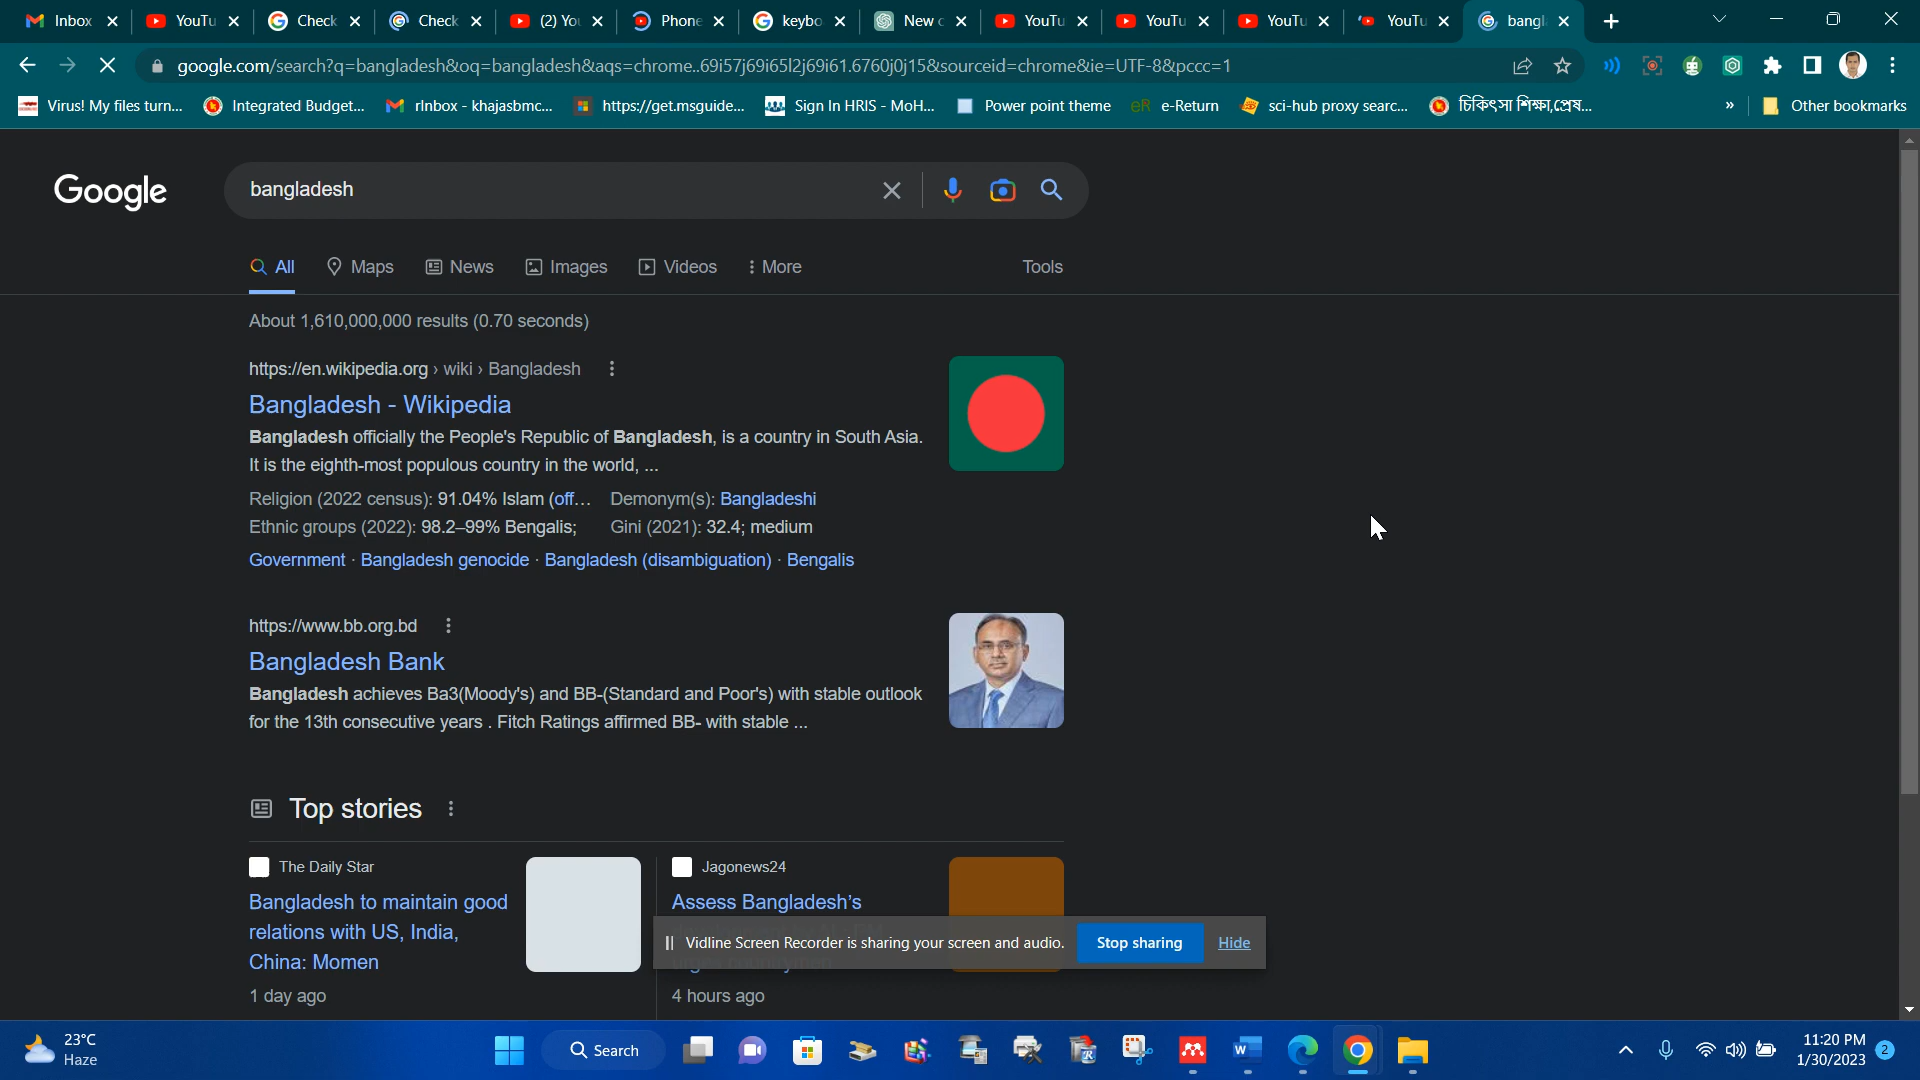 Inbox YouTu Check Check (2) You Phone keybo New c YouTu YouTu YouTu YouTu bangl
google.com/search?q=bangladesh&oq=bangladesh&aqs=chrome..69i57j69i65l2j69i61.6760j0j15&sourceid=chrome&ie=UTF-8&pccc=1
Virus! My files turn... Integrated Budget... rInbox - khajasbmc... https://get.msguide... Sign In HRIS - MoH... Power point theme eR e-Return sci-hub proxy searc... চিকিৎসা শিক্ষা,প্রেষ... » Other bookmarks
Google bangladesh
All Maps News Images Videos More Tools
About 1,610,000,000 results (0.70 seconds)
https://en.wikipedia.org › wiki › Bangladesh
Bangladesh - Wikipedia
Bangladesh officially the People's Republic of Bangladesh, is a country in South Asia.
It is the eighth-most populous country in the world, ...
Religion (2022 census): 91.04% Islam (off... Demonym(s): Bangladeshi
Ethnic groups (2022): 98.2–99% Bengalis; Gini (2021): 32.4; medium
Government · Bangladesh genocide · Bangladesh (disambiguation) · Bengalis
https://www.bb.org.bd
Bangladesh Bank
Bangladesh achieves Ba3(Moody's) and BB-(Standard and Poor's) with stable outlook
for the 13th consecutive years . Fitch Ratings affirmed BB- with stable ...
Top stories
The Daily Star Jagonews24
Bangladesh to maintain good Assess Bangladesh's
relations with US, India,
Vidline Screen Recorder is sharing your screen and audio. Stop sharing Hide
China: Momen
1 day ago 4 hours ago
23°C
Haze
Search
11:20 PM
1/30/2023 2